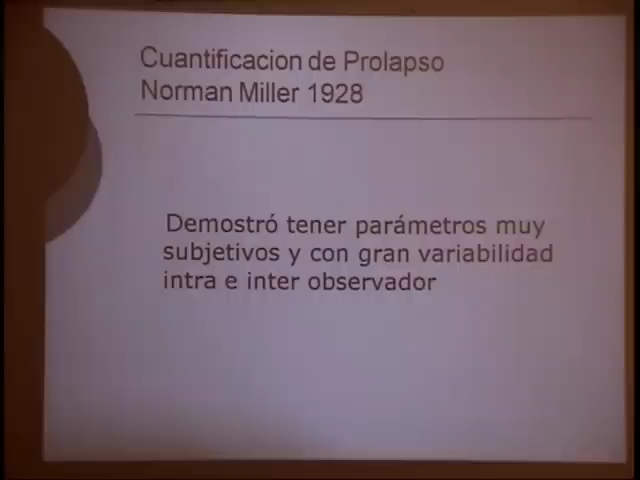 Cuantificacion de Prolapso
Norman Miller 1928
Demostró tener parámetros muy
subjetivos y con gran variabilidad
intra e inter observador